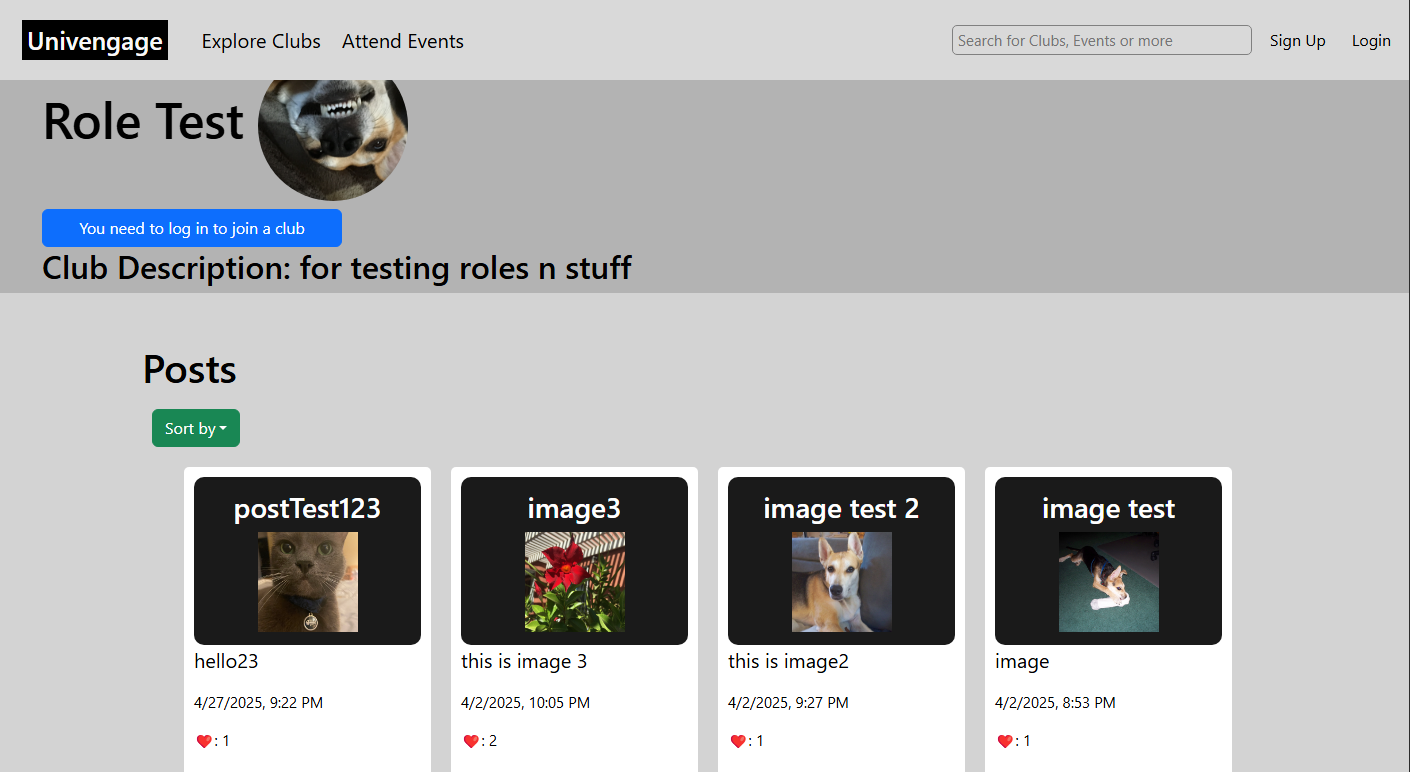 Univengage Explore Clubs Attend Events Search for Clubs, Events or more Sign Up Login
Role Test
You need to log in to join a club
Club Description: for testing roles n stuff
Posts
Sort by
postTest123
hello23
4/27/2025, 9:22 PM
❤️: 1
image3
this is image 3
4/2/2025, 10:05 PM
❤️: 2
image test 2
this is image2
4/2/2025, 9:27 PM
❤️: 1
image test
image
4/2/2025, 8:53 PM
❤️: 1